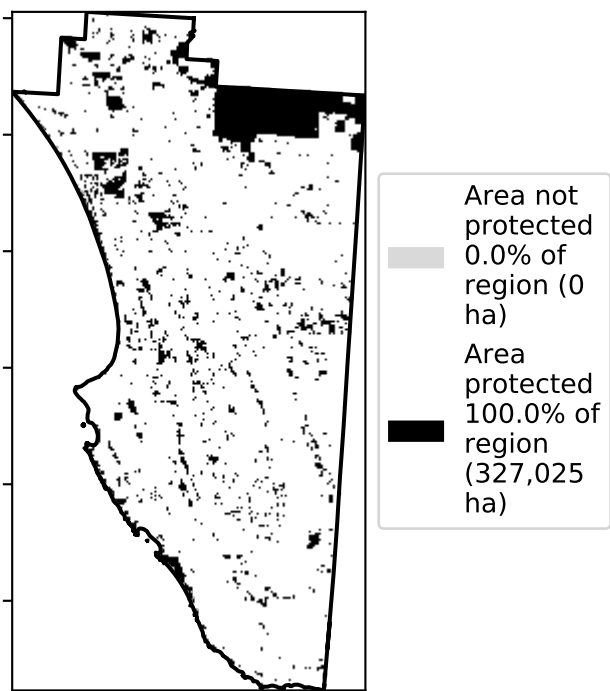 Area not
protected
0.0% of
region (0
ha)
Area
protected
100.0% of
region
(327,025
ha)